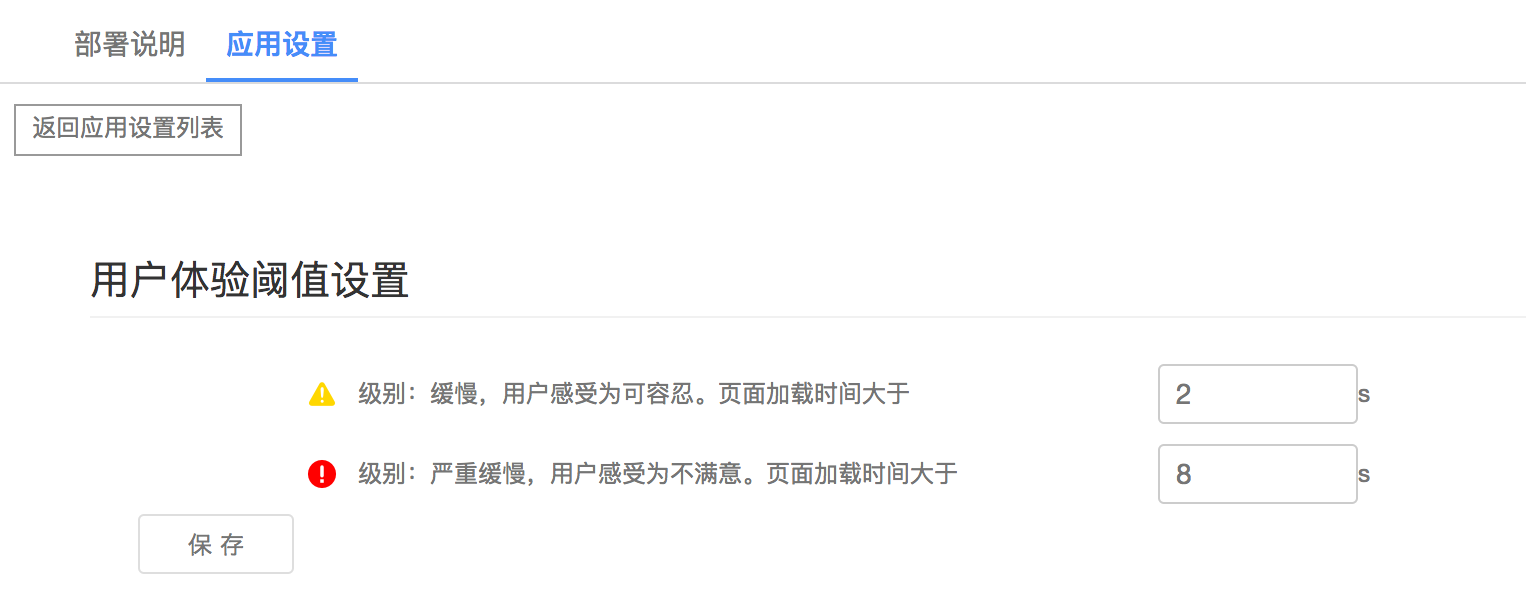 部署说明 应用设置
返回应用设置列表
用户体验阈值设置
级别：缓慢，用户感受为可容忍。页面加载时间大于 2 s
级别：严重缓慢，用户感受为不满意。页面加载时间大于 8 s
保 存